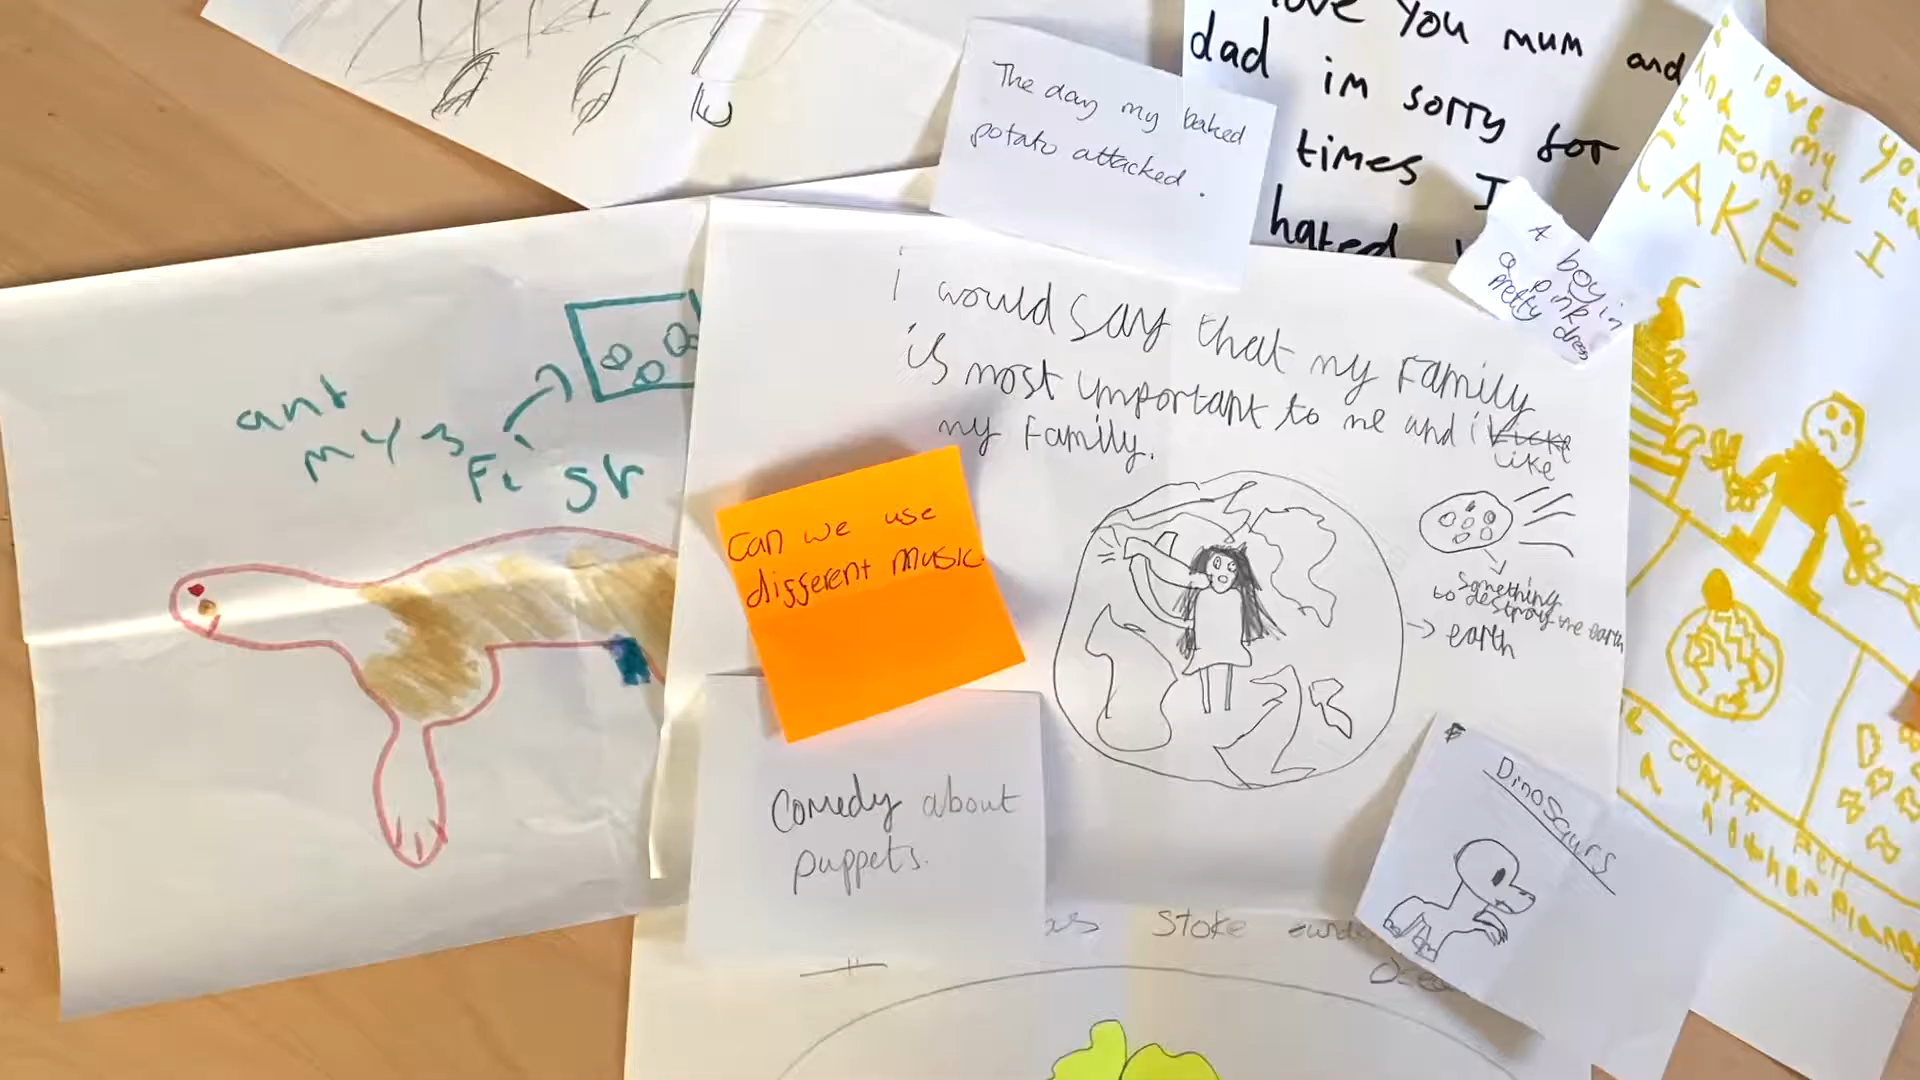 The day my baked
potato attacked.
love you mum and
dad im sorry for
times I
hated
A boy in
a pink
pretty dress
I love you
And my
I Forgot I
CAKE
i would say that my Family
is most important to me and i
like
my Family.
ant
my 3
Fi sh
Can we use
different music.
something
to destroy the earth
earth
Comedy about
puppets.
Dinosaurs
Stoke